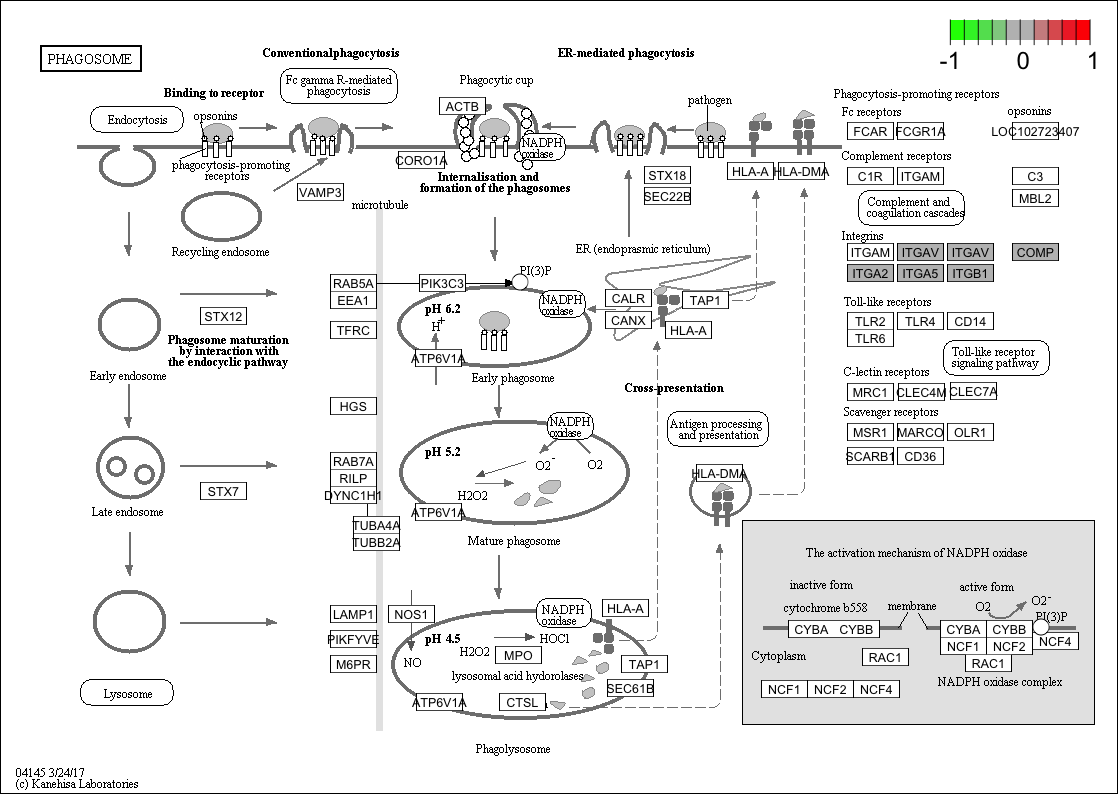 PHAGOSOME
Conventionalphagocytosis
ER-mediated phagocytosis
-1 0 1
Fc gamma R-mediated
phagocytosis
Phagocytic cup
Binding to receptor
Endocytosis
opsonins
ACTB
pathogen
NADPH
oxidase
phagocytosis-promoting
receptors
CORO1A
VAMP3
Internalisation and
formation of the phagosomes
STX18
SEC22B
HLA-A
HLA-DMA
Phagocytosis-promoting receptors
Fc receptors
opsonins
FCAR
FCGR1A
LOC102723407
Complement receptors
C1R
ITGAM
C3
MBL2
Complement and
coagulation cascades
Integrins
ITGAM
ITGAV
ITGAV
COMP
ITGA2
ITGA5
ITGB1
Toll-like receptors
TLR2
TLR4
CD14
TLR6
Toll-like receptor
signaling pathway
C-lectin receptors
MRC1
CLEC4M
CLEC7A
Scavenger receptors
MSR1
MARCO
OLR1
SCARB1
CD36
microtubule
Recycling endosome
ER (endoprasmic reticulum)
RAB5A
PIK3C3
PI(3)P
EEA1
TFRC
pH 6.2
H+
NADPH
oxidase
ATP6V1A
CALR
CANX
TAP1
HLA-A
STX12
Phagosome maturation
by interaction with
the endocyclic pathway
Early endosome
Early phagosome
Cross-presentation
HGS
NADPH
oxidase
Antigen processing
and presentation
pH 5.2
RAB7A
RILP
DYNC1H1
O2-
O2
H2O2
ATP6V1A
STX7
TUBA4A
TUBB2A
Late endosome
Mature phagosome
HLA-DMA
LAMP1
NOS1
PIKFYVE
M6PR
pH 4.5
NO
NADPH
oxidase
HLA-A
HOCl
H2O2
MPO
lysosomal acid hydorolases
TAP1
SEC61B
ATP6V1A
CTSL
Lysosome
Phagolysosome
The activation mechanism of NADPH oxidase
inactive form
active form
cytochrome b558
membrane
O2
O2-
PI(3)P
CYBA
CYBB
CYBA
CYBB
NCF1
NCF2
NCF4
RAC1
Cytoplasm
RAC1
NCF1
NCF2
NCF4
NADPH oxidase complex
04145 3/24/17
(c) Kanehisa Laboratories